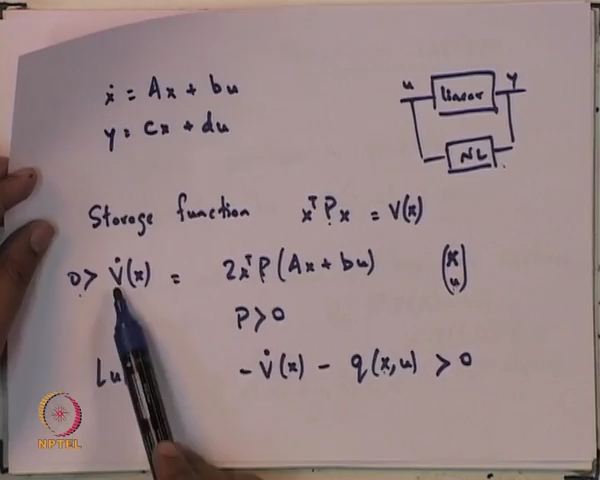 ẋ = Ax + bu
y = cx + du
u linear y
NL
Storage function xᵀPx = V(x)
0 > V̇(x) = 2xᵀP(Ax + bu) (x u)
P > 0
Lu - V̇(x) - q(x,u) > 0
NPTEL